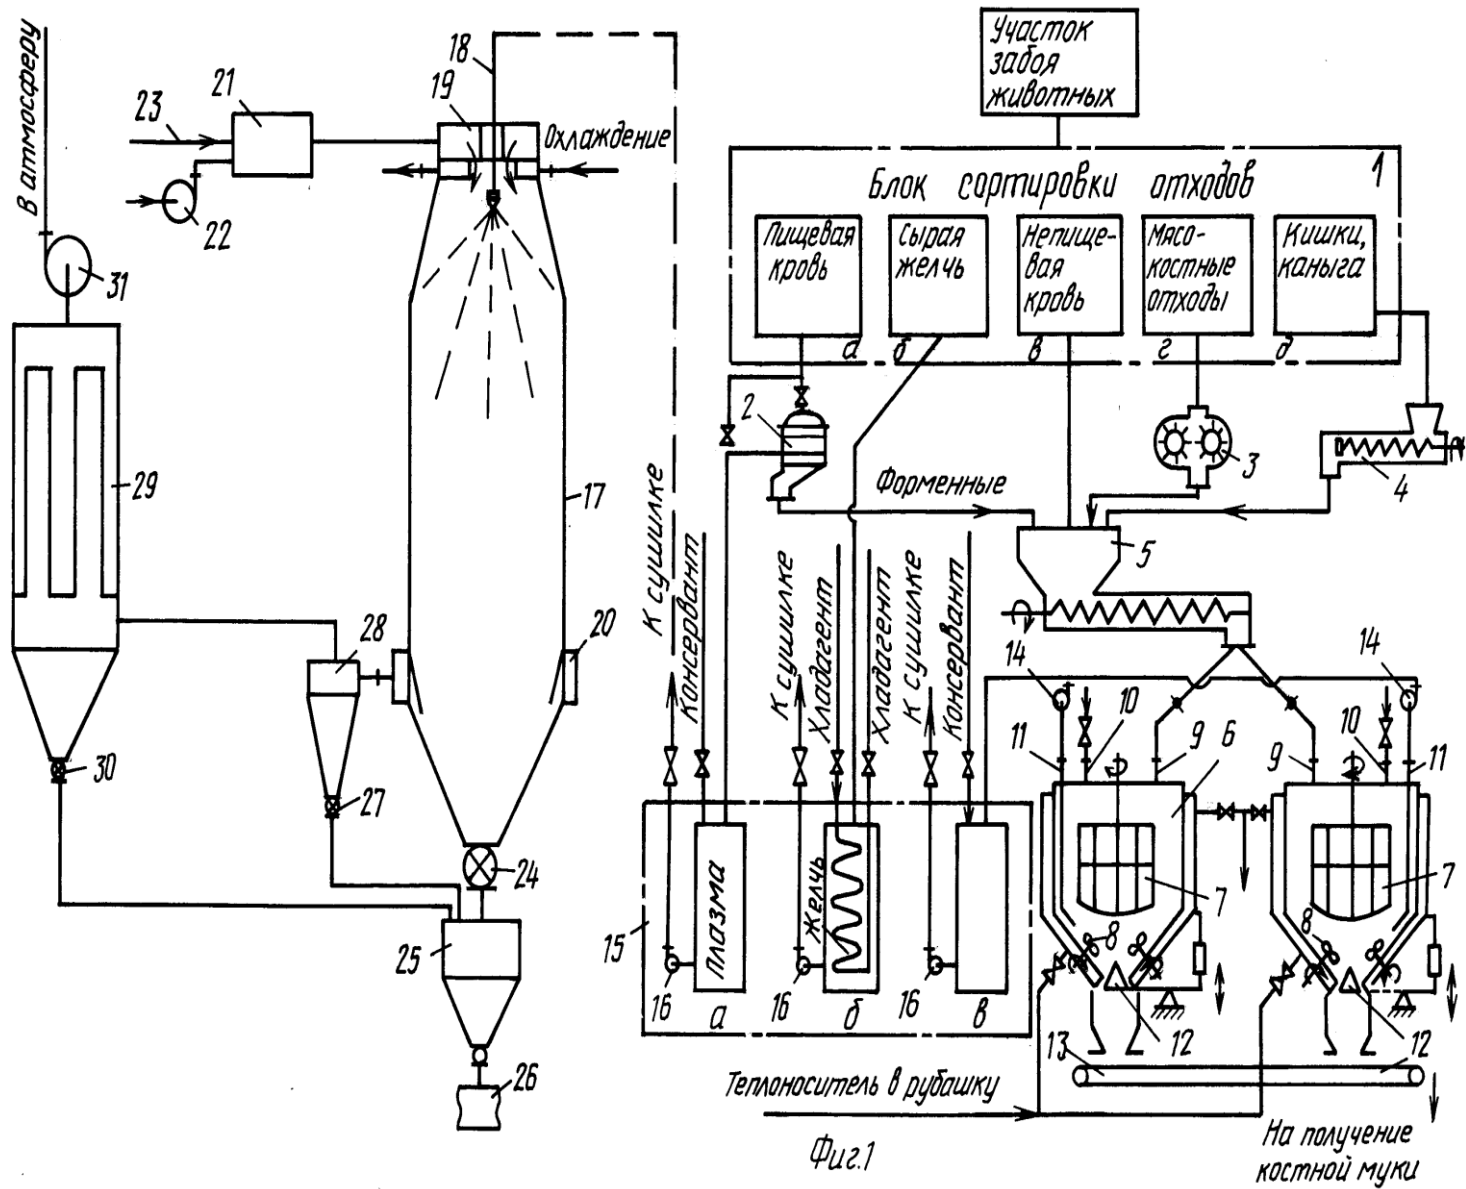 В атмосферу
23
21
22
18
19
Охлаждение
31
29
17
28
20
30
27
24
25
26
Участок
забоя
животных
Блок сортировки отходов
1
Пищевая
кровь
а
Сырая
желчь
б
Непище-
вая
кровь
в
Мясо-
костные
отходы
г
Кишки,
каныга
д
2
3
4
Форменные
5
К сушилке
Консервант
К сушилке
Хладагент
Хладагент
К сушилке
Консервант
14
14
11
10
9
6
9
10
11
7
7
8
8
15
Плазма
Желчь
16
а
16
б
16
в
12
12
13
Теплоноситель в рубашку
На получение
костной муки
Фиг.1